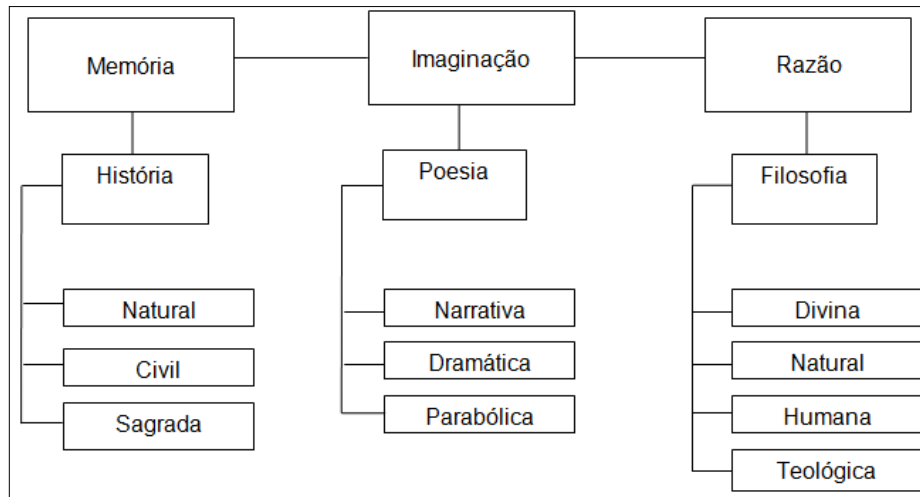 Memória
Imaginação
Razão
História
Poesia
Filosofia
Natural
Civil
Sagrada
Narrativa
Dramática
Parabólica
Divina
Natural
Humana
Teológica